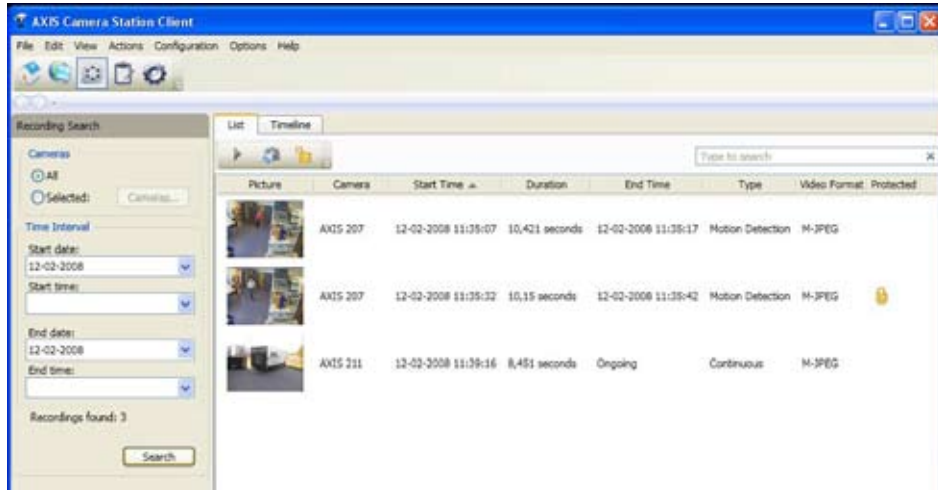 AXIS Camera Station Client
File Edit View Actions Configuration Options Help
Recording Search
Cameras
All
Selected: Cameras...
Time Interval
Start date:
12-02-2008
Start time:
End date:
12-02-2008
End time:
Recordings found: 3
Search
List Timeline
Type to search
Picture Camera Start Time Duration End Time Type Video Format Protected
AXIS 207 12-02-2008 11:35:07 10,421 seconds 12-02-2008 11:35:17 Motion Detection M-JPEG
AXIS 207 12-02-2008 11:35:32 10,15 seconds 12-02-2008 11:35:42 Motion Detection M-JPEG
AXIS 211 12-02-2008 11:39:16 8,451 seconds Ongoing Continuous M-JPEG